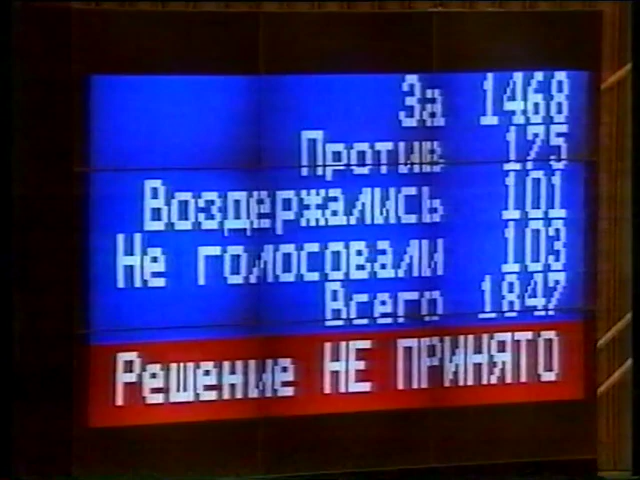 За 1468
Против 175
Воздержались 101
Не голосовали 103
Всего 1847
Решение НЕ ПРИНЯТО